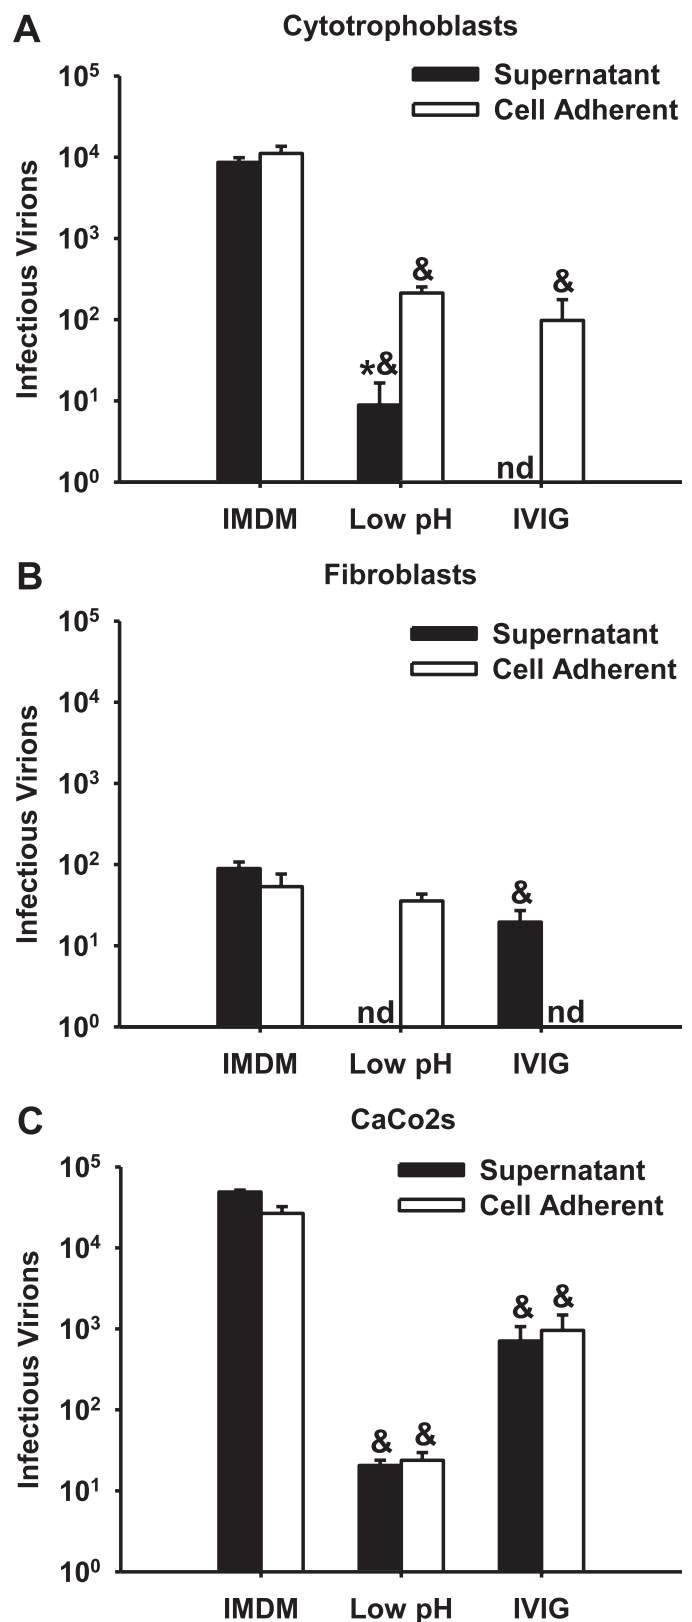 A
Cytotrophoblasts
Supernatant
Cell Adherent
Infectious Virions
10⁵
10⁴
10³
10²
10¹
10⁰
*&
&
nd
&
IMDM
Low pH
IVIG
B
Fibroblasts
Supernatant
Cell Adherent
Infectious Virions
10⁵
10⁴
10³
10²
10¹
10⁰
nd
&
nd
IMDM
Low pH
IVIG
C
CaCo2s
Supernatant
Cell Adherent
Infectious Virions
10⁵
10⁴
10³
10²
10¹
10⁰
&
&
&
&
IMDM
Low pH
IVIG